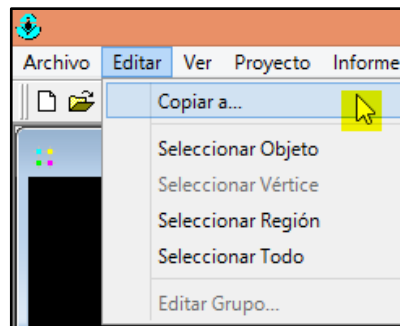 Archivo Editar Ver Proyecto Informe
Copiar a...
Seleccionar Objeto
Seleccionar Vértice
Seleccionar Región
Seleccionar Todo
Editar Grupo...